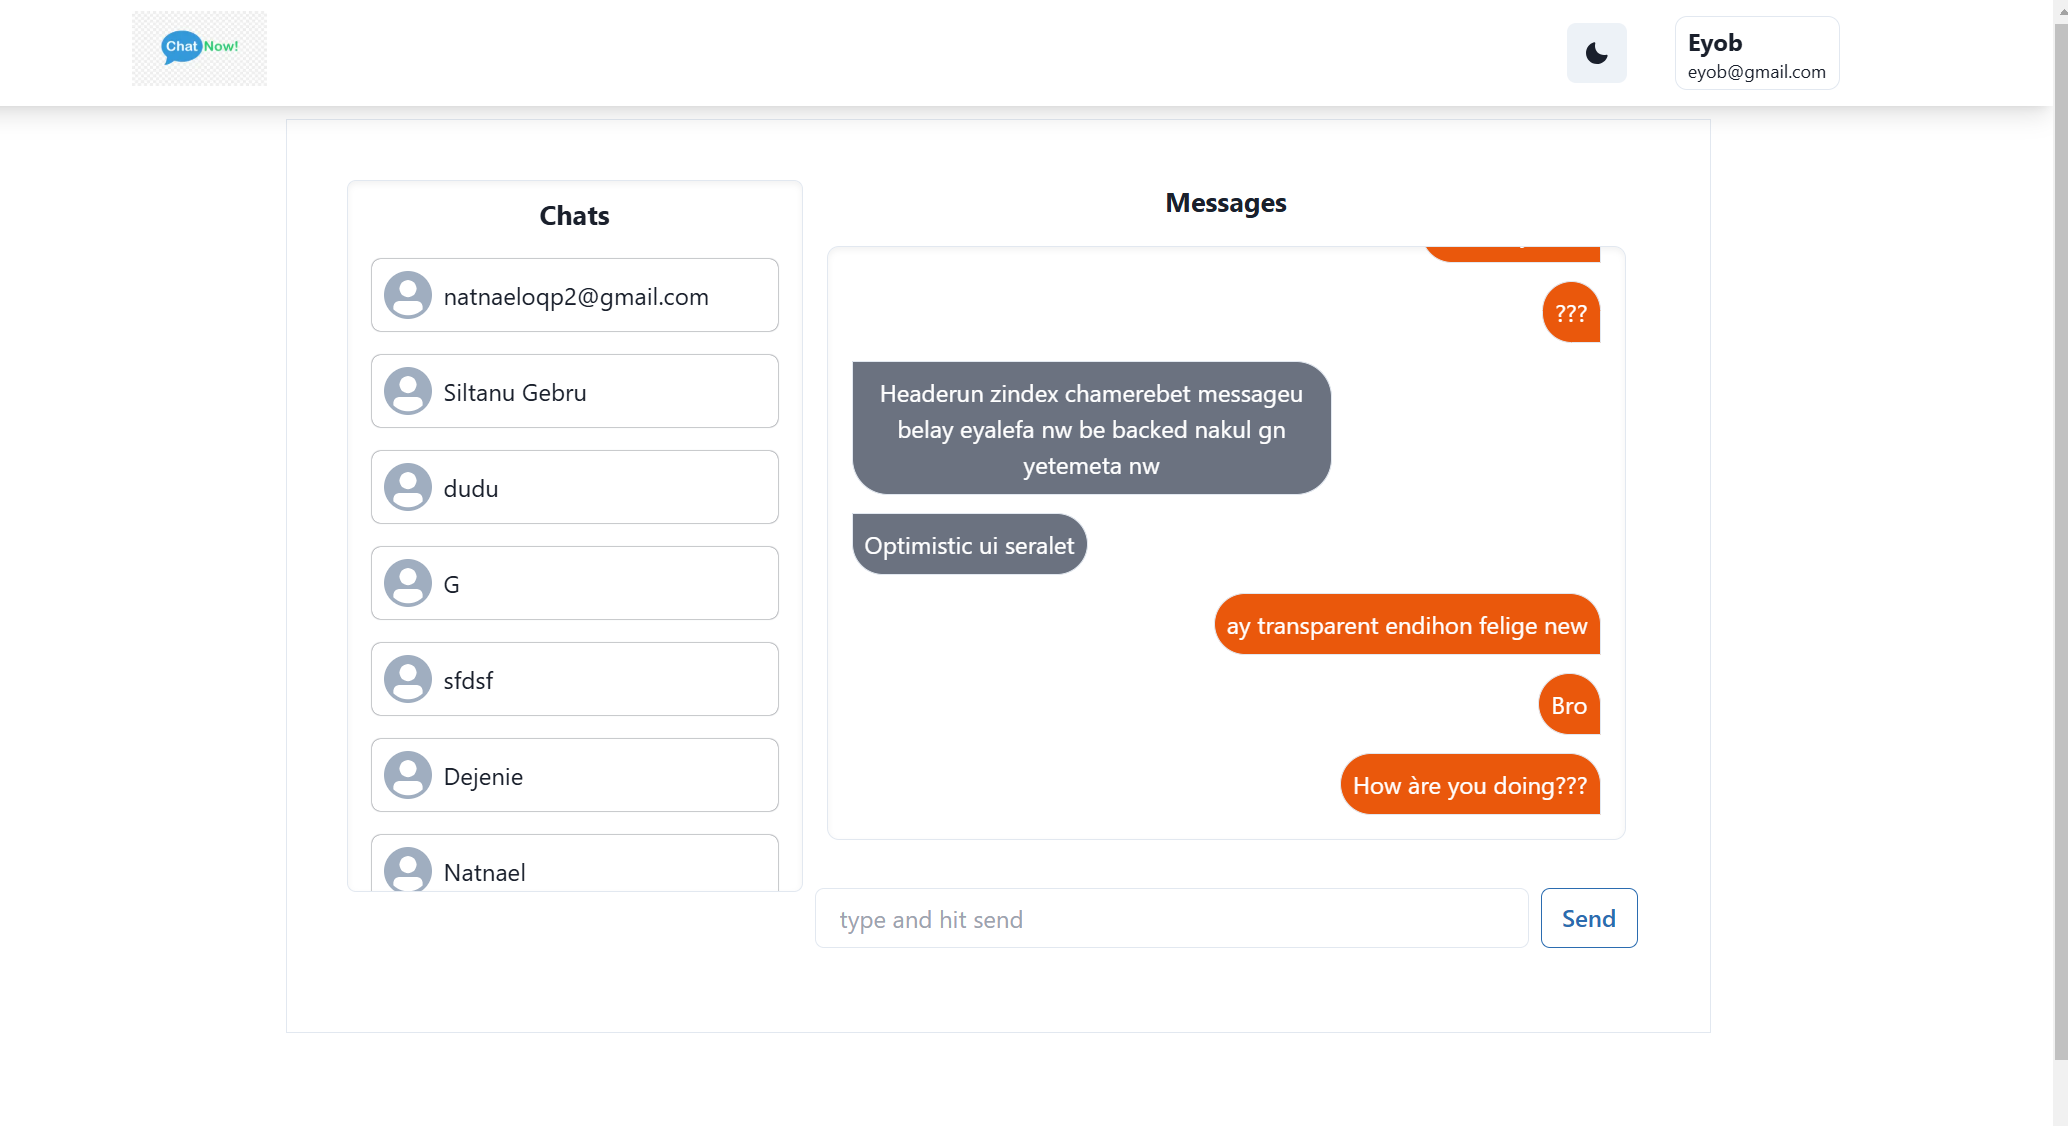 Chat Now!
Eyob
eyob@gmail.com
Chats
natnaeloqp2@gmail.com
Siltanu Gebru
dudu
G
sfdsf
Dejenie
Natnael
Messages
???
Headerun zindex chamerebet messageu
belay eyalefa nw be backed nakul gn
yetemeta nw
Optimistic ui seralet
ay transparent endihon felige new
Bro
How àre you doing???
type and hit send
Send